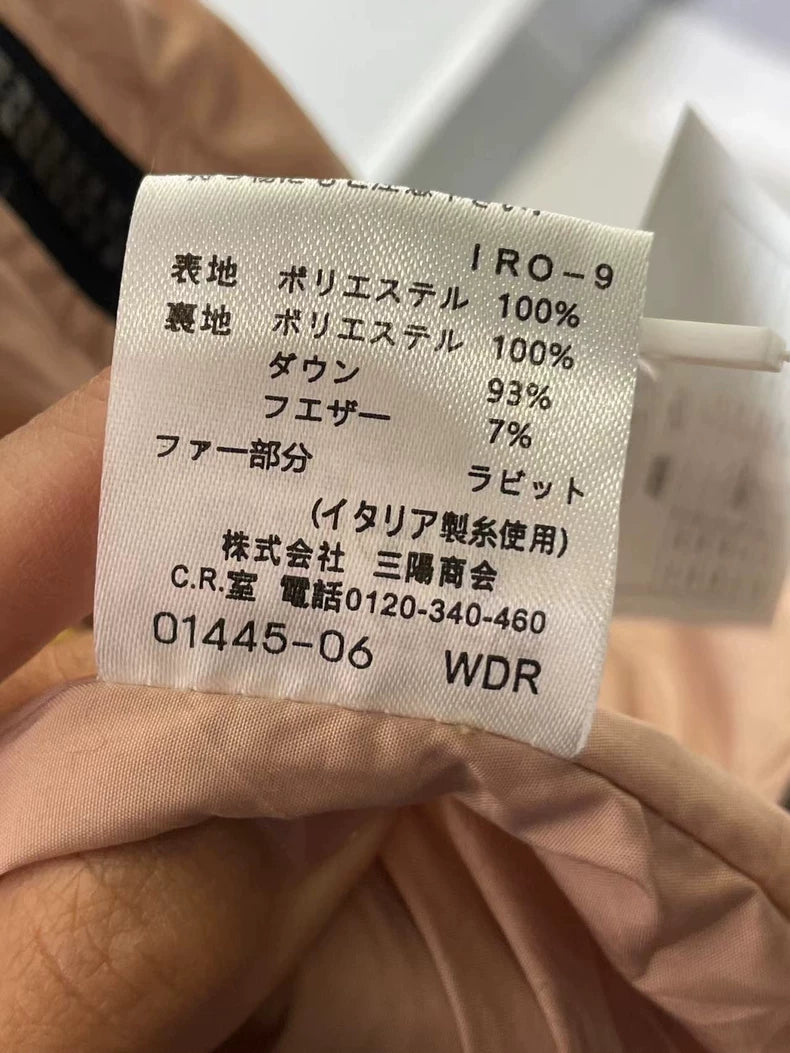 IRO-9
表地 ポリエステル 100%
裏地 ポリエステル 100%
ダウン 93%
フエザー 7%
ファー部分 ラビット
(イタリア製糸使用)
株式会社 三陽商会
C.R.室 電話0120-340-460
01445-06 WDR